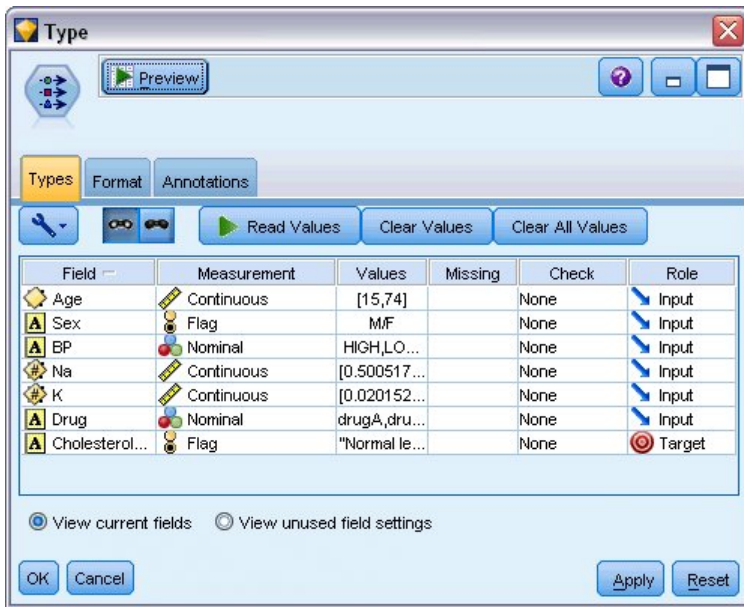 Type
Preview
Types Format Annotations
Read Values Clear Values Clear All Values
Field Measurement Values Missing Check Role
Age Continuous [15,74] None Input
A Sex Flag M/F None Input
A BP Nominal HIGH,LO... None Input
# Na Continuous [0.500517... None Input
# K Continuous [0.020152... None Input
A Drug Nominal drugA,dru... None Input
A Cholesterol... Flag "Normal le... None Target
View current fields View unused field settings
OK Cancel Apply Reset